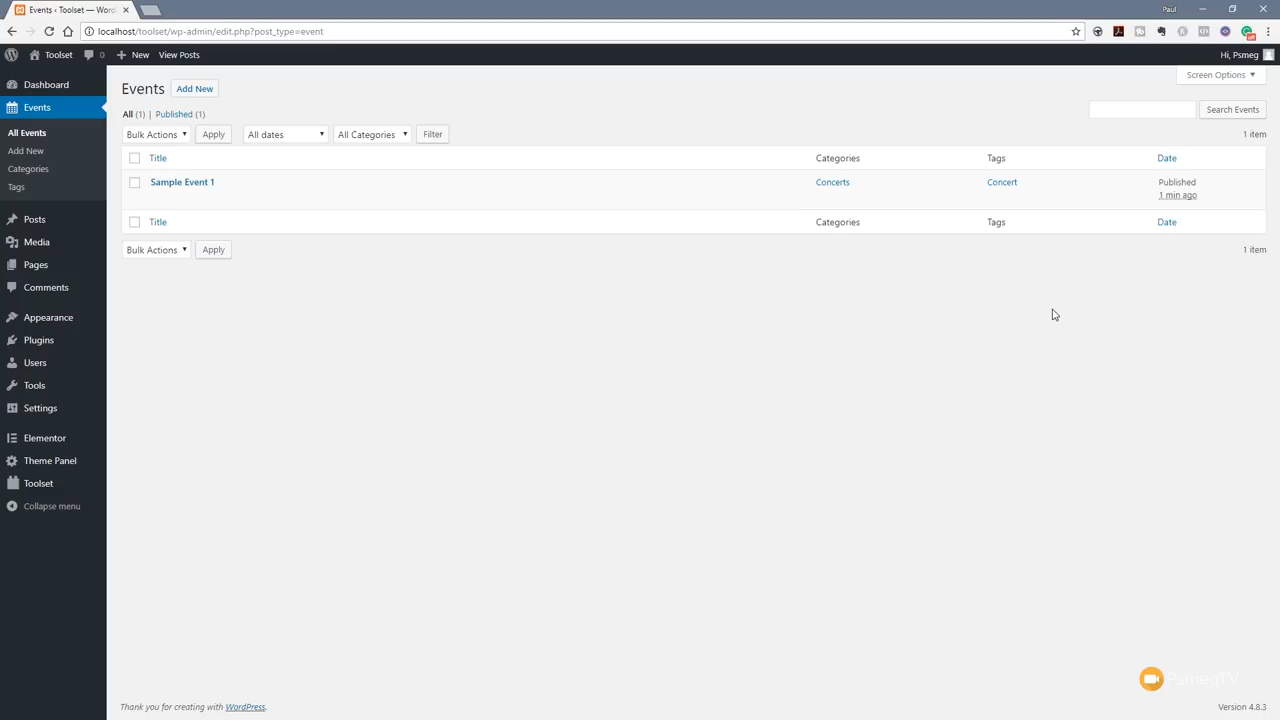 Events ‹ Toolset — Wor
Paul
localhost/toolset/wp-admin/edit.php?post_type=event
Toolset
0
New
View Posts
Hi, Psmeg
Dashboard
Events
All Events
Add New
Categories
Tags
Posts
Media
Pages
Comments
Appearance
Plugins
Users
Tools
Settings
Elementor
Theme Panel
Toolset
Collapse menu
Events
Add New
Screen Options
All (1) | Published (1)
Search Events
Bulk Actions
Apply
All dates
All Categories
Filter
1 item
Title
Categories
Tags
Date
Sample Event 1
Concerts
Concert
Published
1 min ago
Title
Categories
Tags
Date
Bulk Actions
Apply
1 item
PsmegTV
Thank you for creating with WordPress.
Version 4.8.3